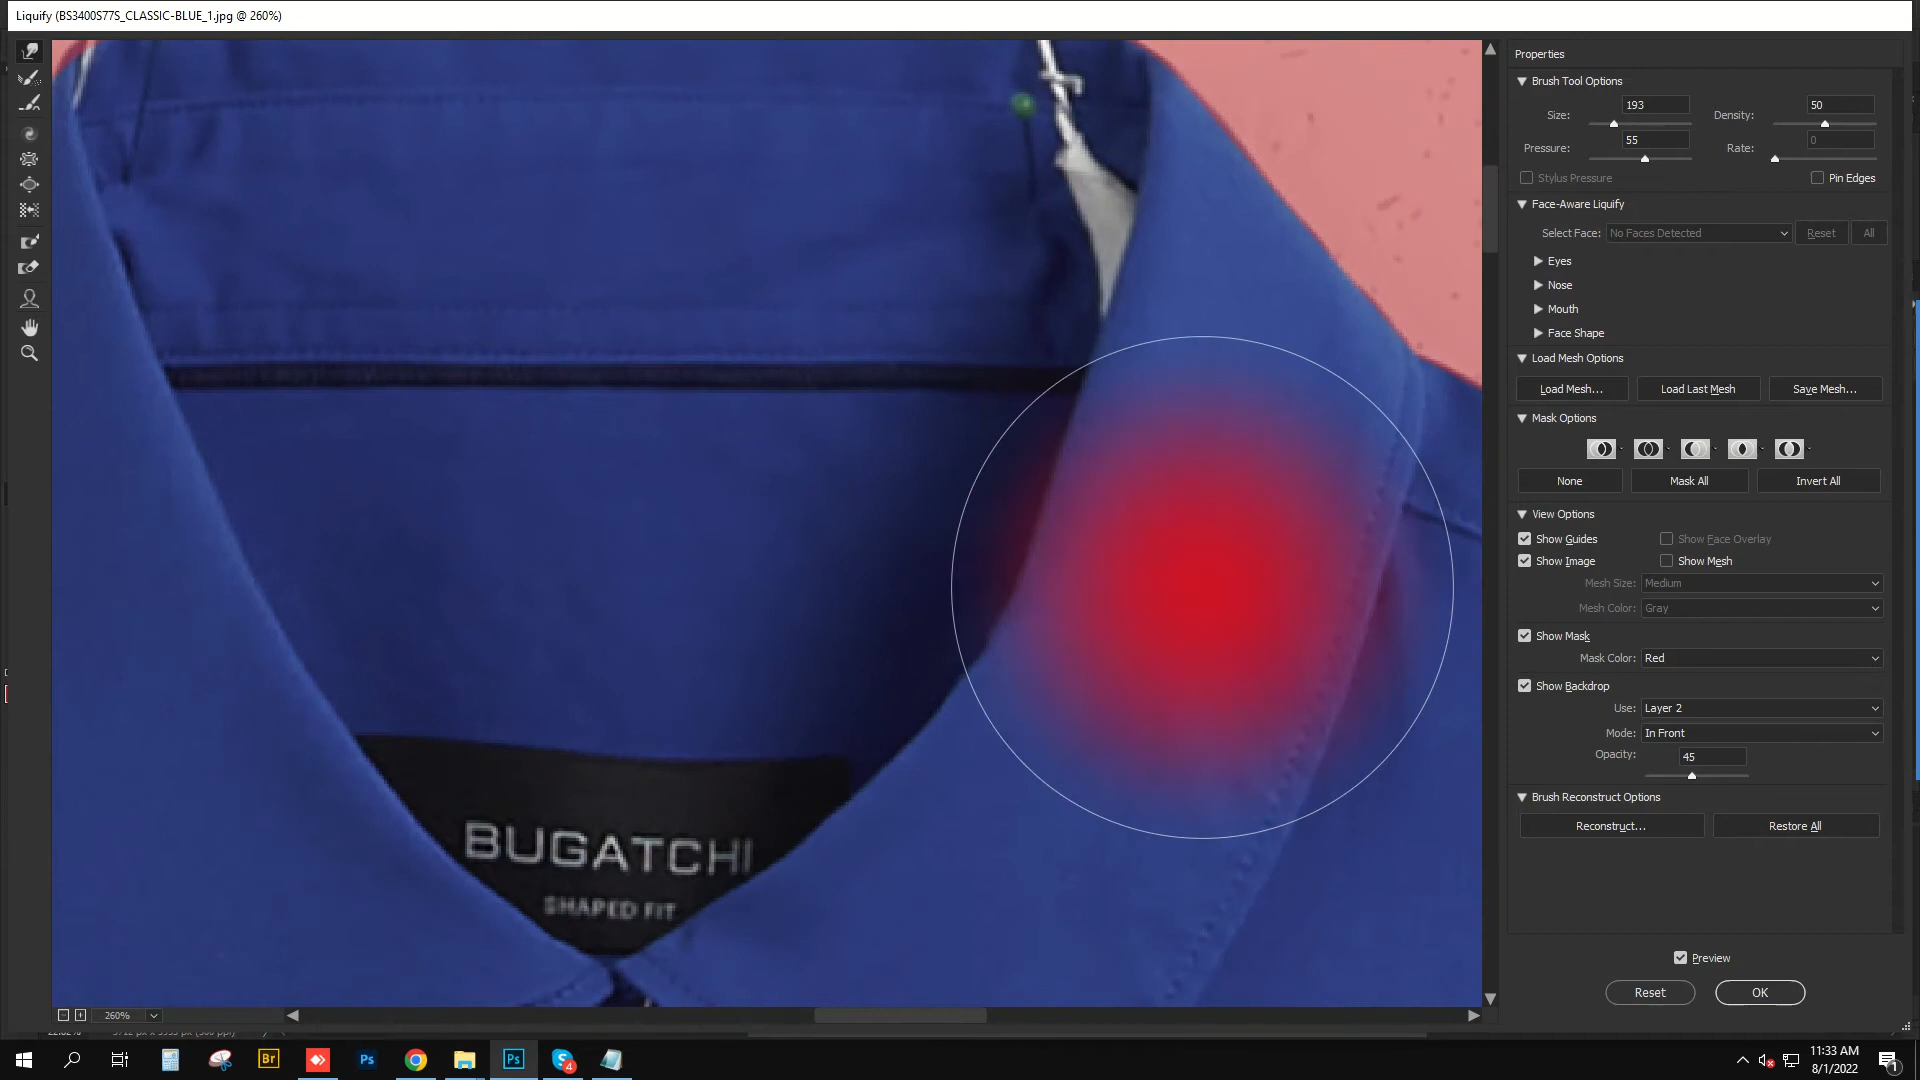 Liquify (BS3400S77S_CLASSIC-BLUE_1.jpg @ 260%)
Properties
Brush Tool Options
Size: 193 Density: 50
Pressure: 55 Rate: 0
Stylus Pressure Pin Edges
Face-Aware Liquify
Select Face: No Faces Detected Reset All
Eyes
Nose
Mouth
Face Shape
Load Mesh Options
Load Mesh... Load Last Mesh Save Mesh...
Mask Options
None Mask All Invert All
View Options
Show Guides Show Face Overlay
Show Image Show Mesh
Mesh Size: Medium
Mesh Color: Gray
Show Mask
Mask Color: Red
Show Backdrop
Use: Layer 2
Mode: In Front
Opacity: 45
Brush Reconstruct Options
Reconstruct... Restore All
BUGATCHI
SHAPED FIT
Preview
Reset OK
260%
Br Ps Ps 4
11:33 AM
8/1/2022
1